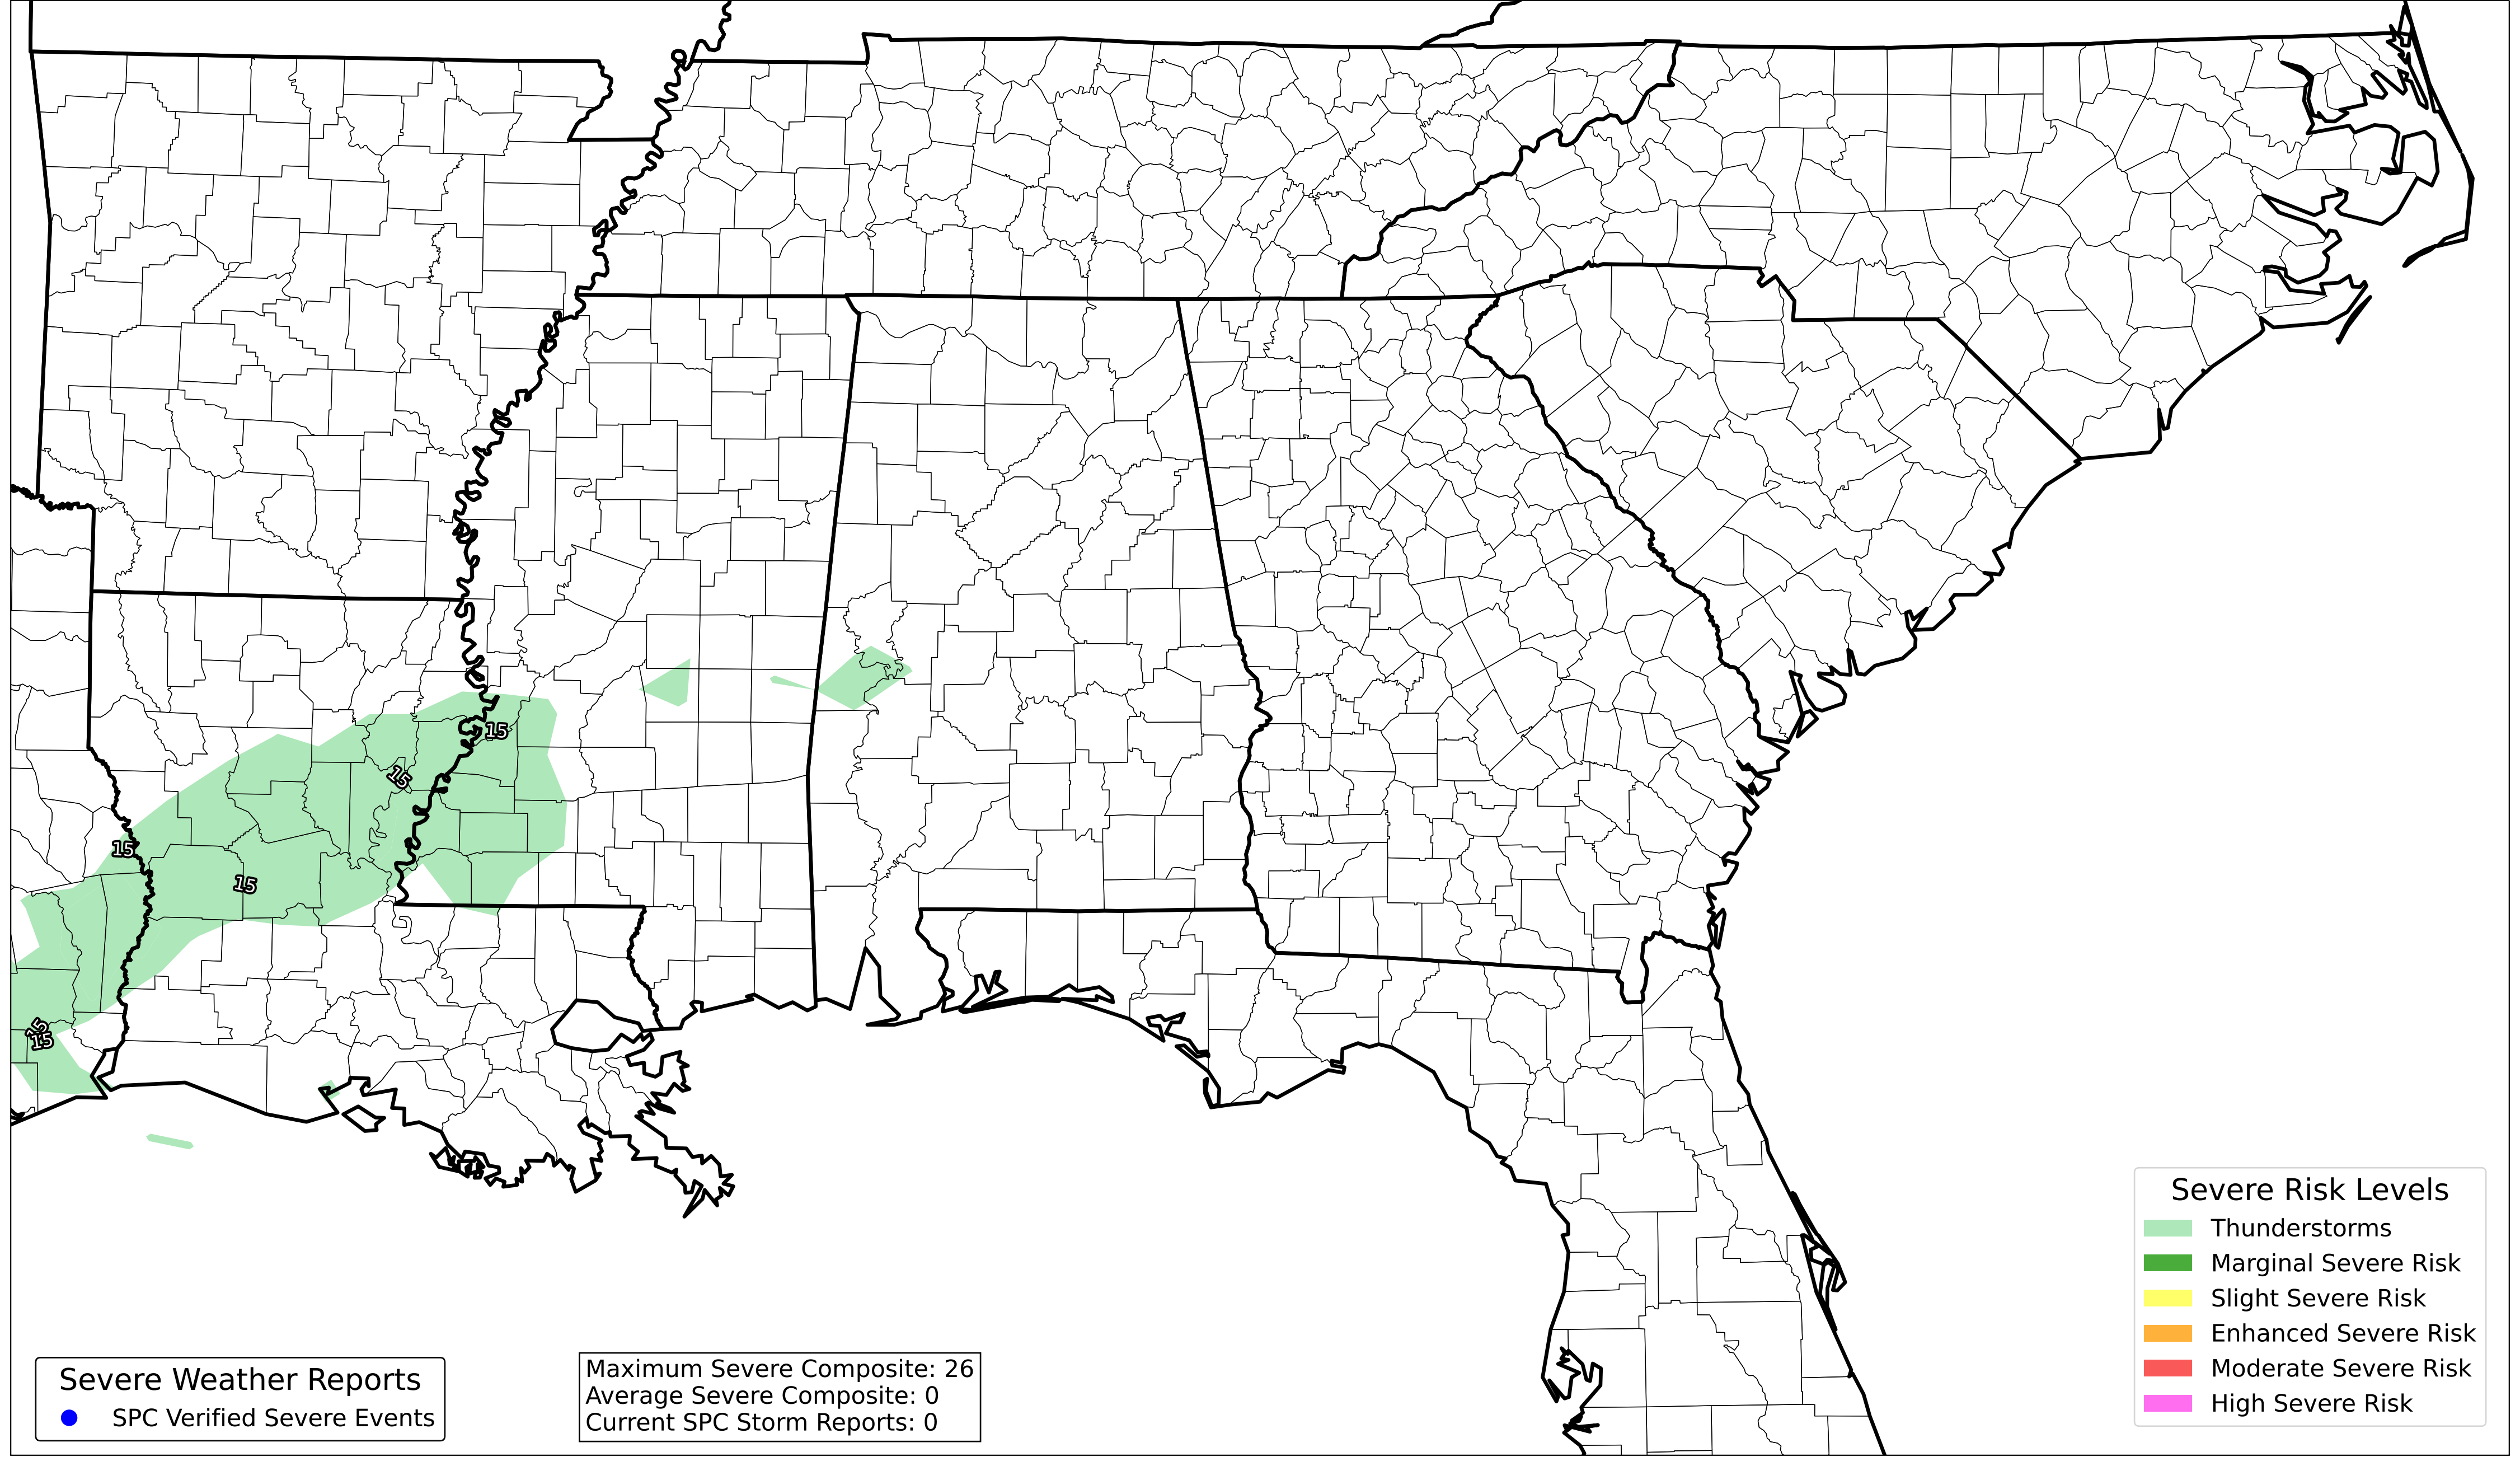 15
15
15
15
15
15
Severe Risk Levels
Thunderstorms
Marginal Severe Risk
Slight Severe Risk
Enhanced Severe Risk
Moderate Severe Risk
High Severe Risk
Severe Weather Reports
SPC Verified Severe Events
Maximum Severe Composite: 26
Average Severe Composite: 0
Current SPC Storm Reports: 0